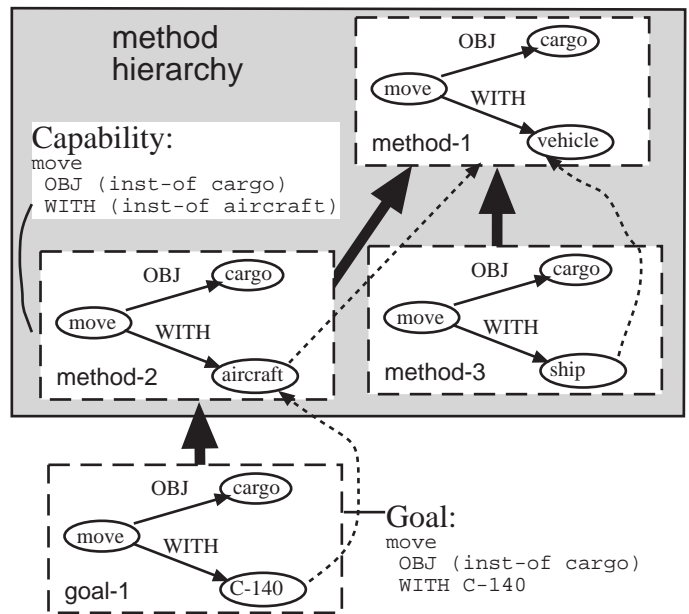 method
hierarchy
OBJ
cargo
move
WITH
vehicle
method-1
Capability:
move
OBJ (inst-of cargo)
WITH (inst-of aircraft)
OBJ
cargo
move
WITH
aircraft
method-2
OBJ
cargo
move
WITH
ship
method-3
OBJ
cargo
move
WITH
C-140
goal-1
Goal:
move
OBJ (inst-of cargo)
WITH C-140